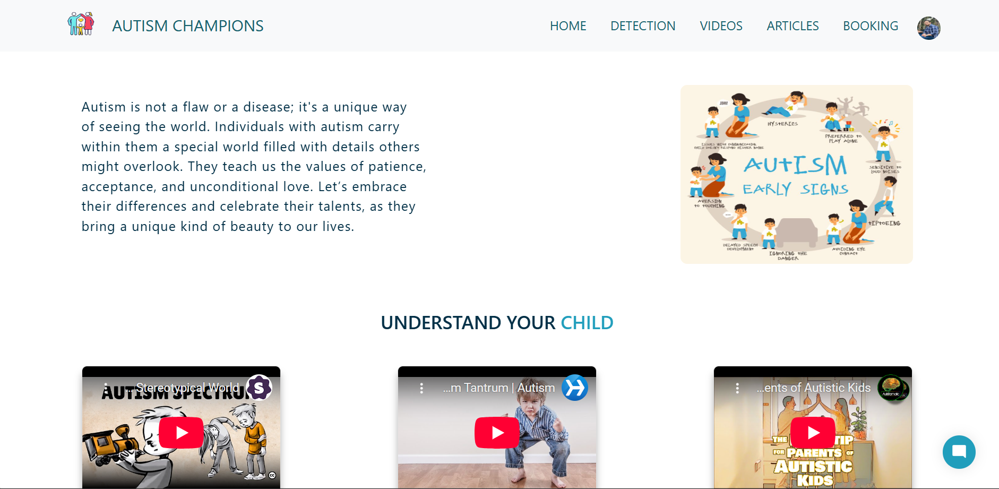 AUTISM CHAMPIONS
HOME
DETECTION
VIDEOS
ARTICLES
BOOKING
Autism is not a flaw or a disease; it's a unique way
of seeing the world. Individuals with autism carry
within them a special world filled with details others
might overlook. They teach us the values of patience,
acceptance, and unconditional love. Let’s embrace
their differences and celebrate their talents, as they
bring a unique kind of beauty to our lives.
JOHN!
HYSTERICS
PREFERRED TO
PLAY ALONE
ISSUES WITH COMMUNICATION
CHILD DOESN'T RESPOND HIS/HER NAME
SENSITIVE TO
LOUD NOISES
AUTISM
EARLY SIGNS
AVERSION
TO TOUCHING
TIPTOEING
...
DELAYED SPEECH
DEVELOPMENT
IGNORING THE
DANGER
AVOIDING EYE
CONTACT
UNDERSTAND YOUR CHILD
... Stereotypical World
S
AUTISM SPECTRUM
CC
...m Tantrum | Autism
...ents of Autistic Kids
Autistamatic
THE TIP
FOR PARENTS OF
AUTISTIC
KIDS